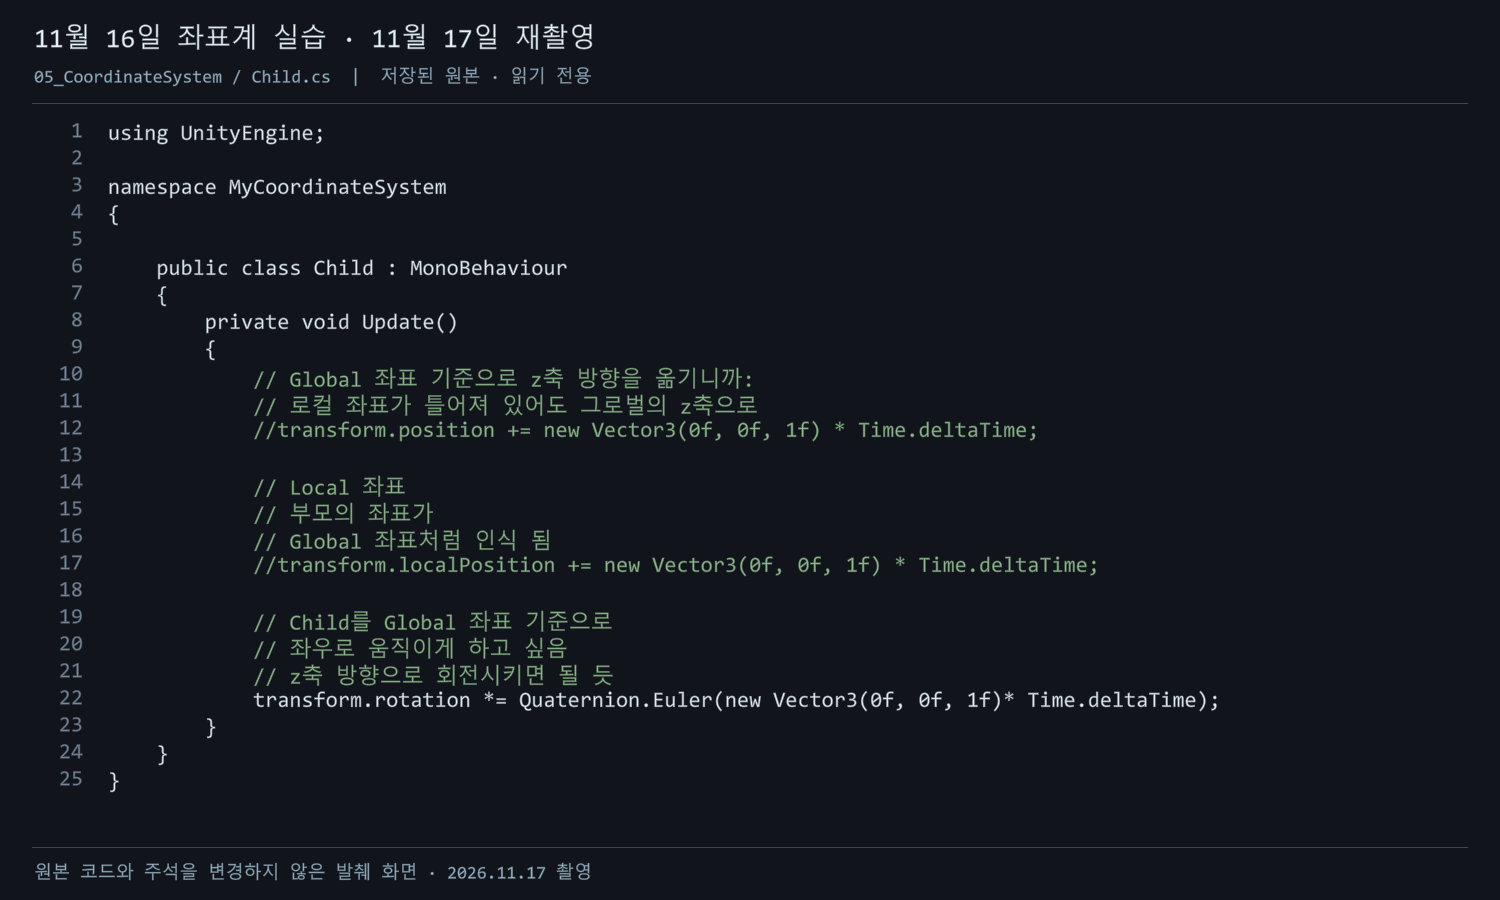 11월 16일 좌표계 실습 · 11월 17일 재촬영
05_CoordinateSystem / Child.cs | 저장된 원본 · 읽기 전용
1 using UnityEngine;
2
3 namespace MyCoordinateSystem
4 {
5
6     public class Child : MonoBehaviour
7     {
8         private void Update()
9         {
10             // Global 좌표 기준으로 z축 방향을 옮기니까:
11             // 로컬 좌표가 틀어져 있어도 그로벌의 z축으로
12             //transform.position += new Vector3(0f, 0f, 1f) * Time.deltaTime;
13
14             // Local 좌표
15             // 부모의 좌표가
16             // Global 좌표처럼 인식 됨
17             //transform.localPosition += new Vector3(0f, 0f, 1f) * Time.deltaTime;
18
19             // Child를 Global 좌표 기준으로
20             // 좌우로 움직이게 하고 싶음
21             // z축 방향으로 회전시키면 될 듯
22             transform.rotation *= Quaternion.Euler(new Vector3(0f, 0f, 1f)* Time.deltaTime);
23         }
24     }
25 }
원본 코드와 주석을 변경하지 않은 발췌 화면 · 2026.11.17 촬영